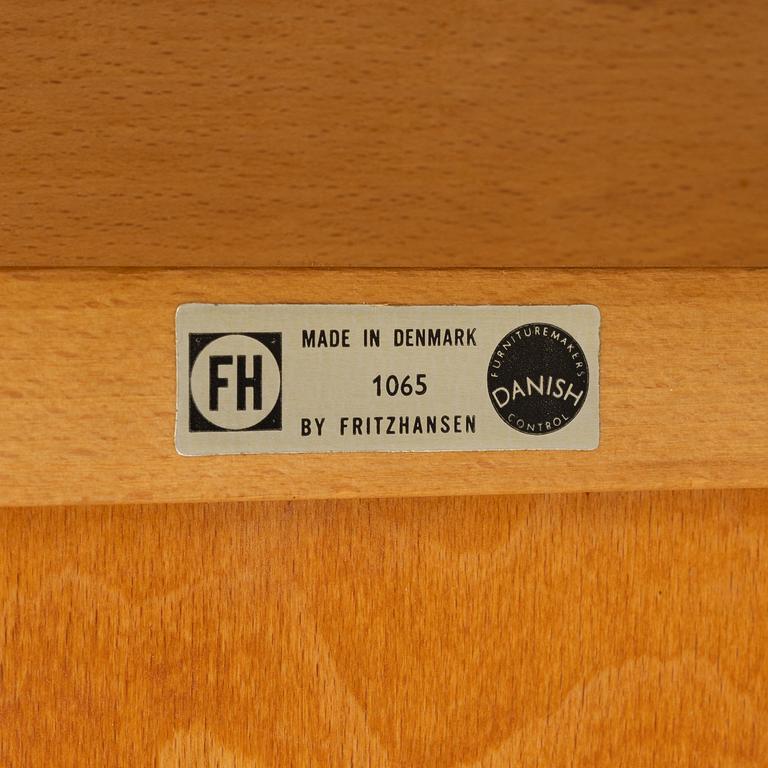 FH
MADE IN DENMARK
1065
BY FRITZHANSEN
FURNITUREMAKERS
DANISH
CONTROL